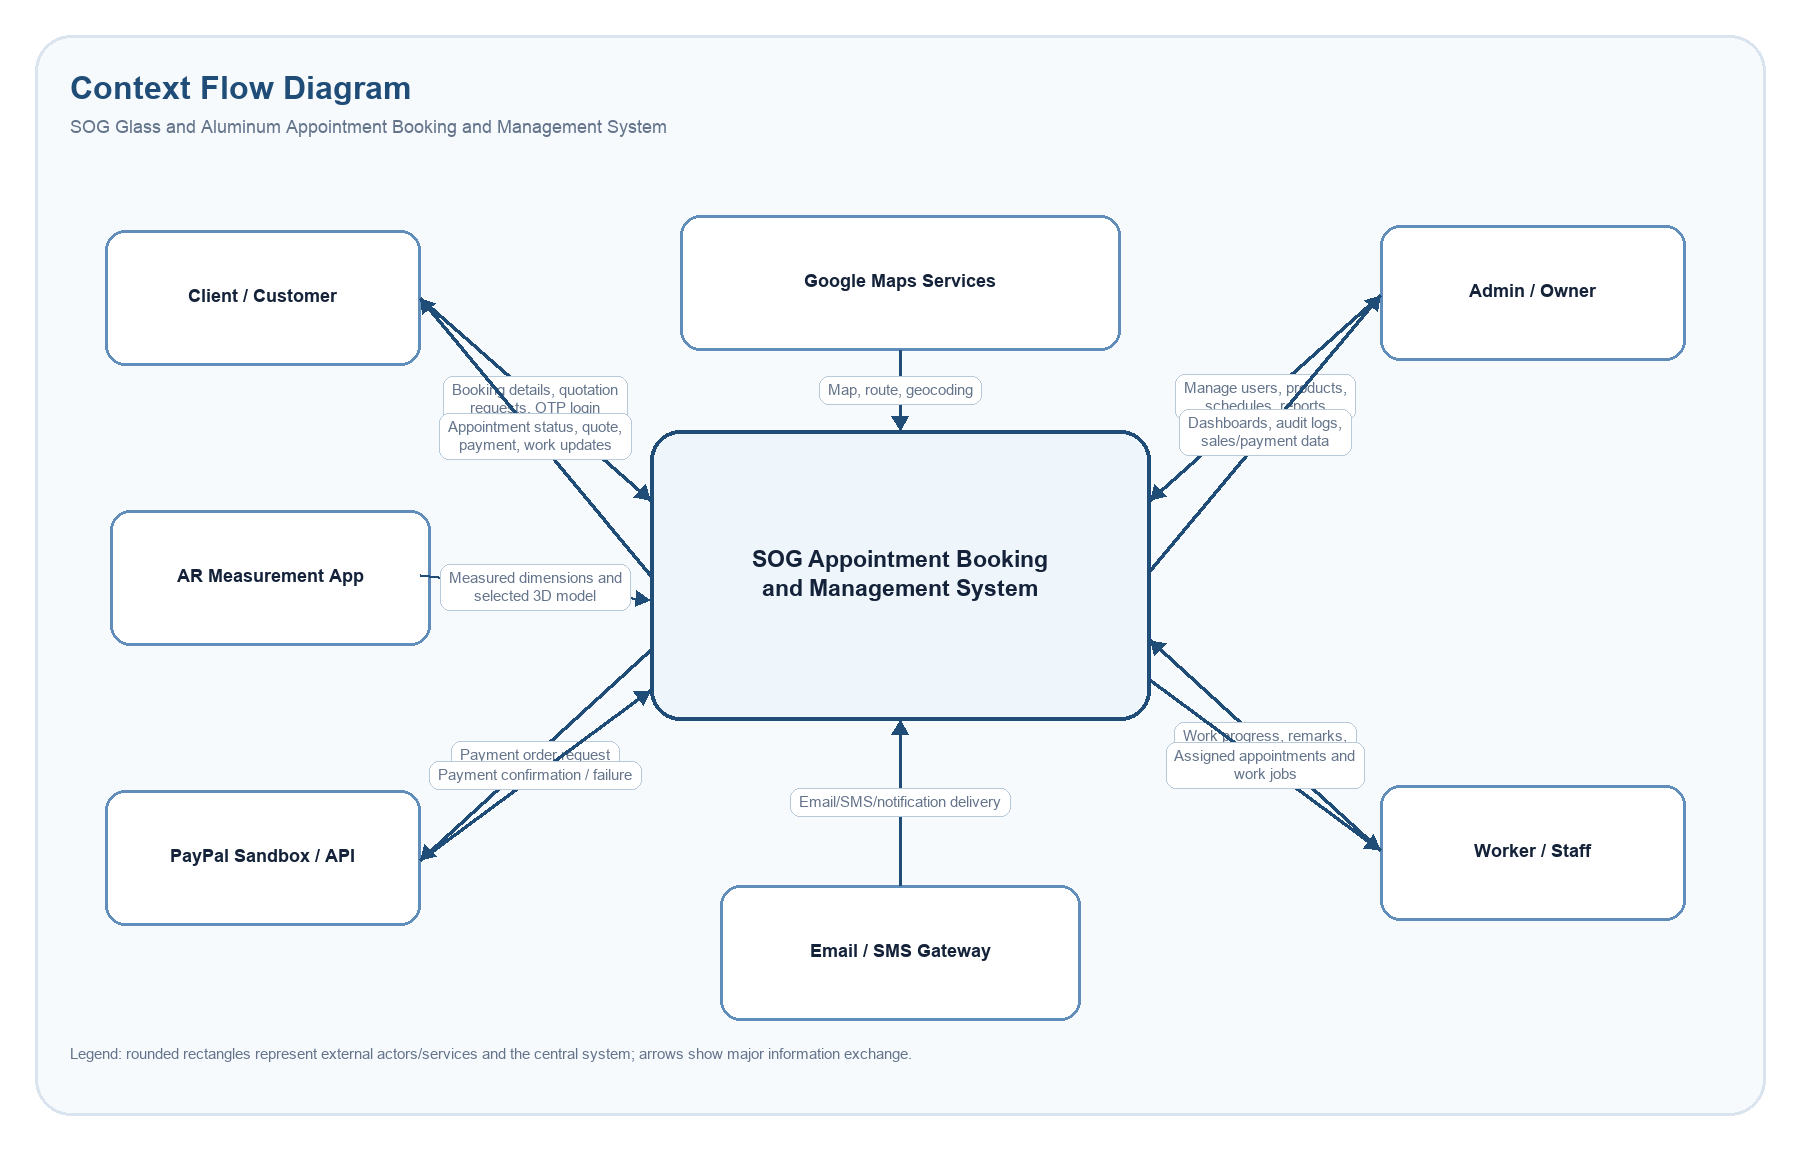 Context Flow Diagram
SOG Glass and Aluminum Appointment Booking and Management System
Client / Customer
Google Maps Services
Admin / Owner
Booking details, quotation
requests, OTP login
Appointment status, quote,
payment, work updates
Map, route, geocoding
Manage users, products,
schedules, reports
Dashboards, audit logs,
sales/payment data
AR Measurement App
Measured dimensions and
selected 3D model
SOG Appointment Booking
and Management System
Payment order request
Payment confirmation / failure
Work progress, remarks,
Assigned appointments and
work jobs
Email/SMS/notification delivery
PayPal Sandbox / API
Worker / Staff
Email / SMS Gateway
Legend: rounded rectangles represent external actors/services and the central system; arrows show major information exchange.